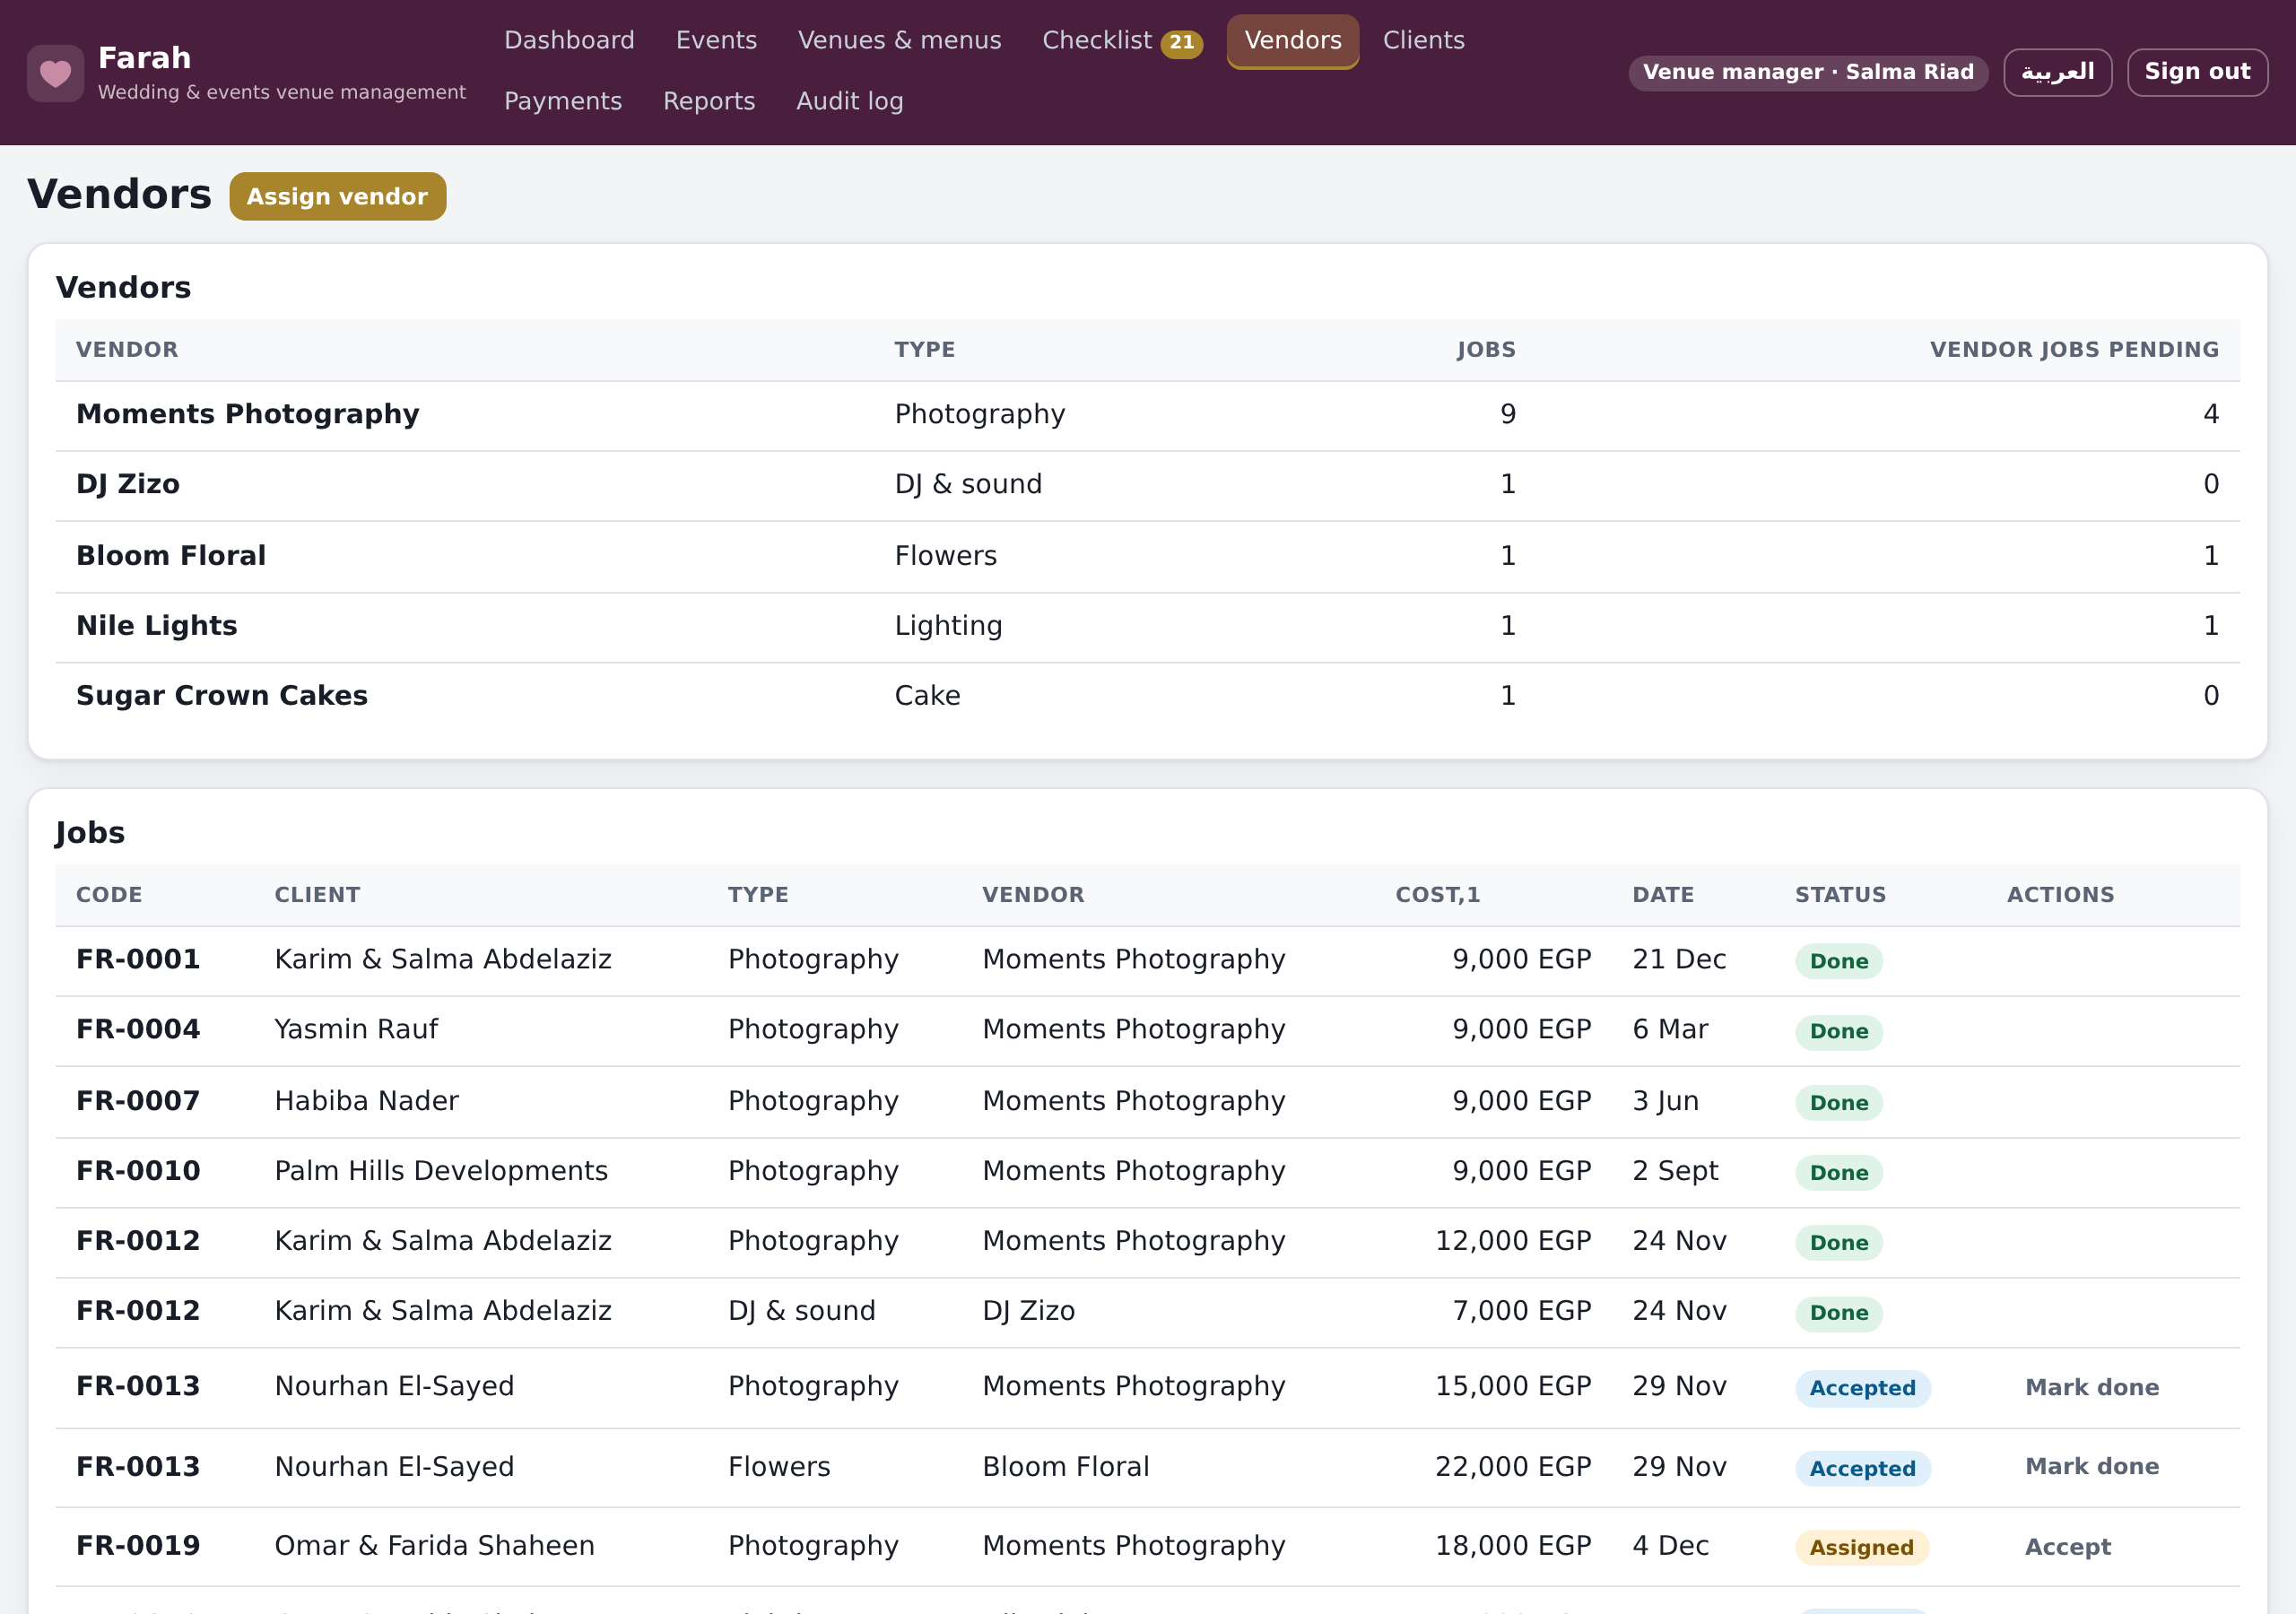 Farah
Wedding & events venue management
Dashboard Events Venues & menus Checklist 21 Vendors Clients
Payments Reports Audit log
Venue manager · Salma Riad العربية Sign out
Vendors Assign vendor
Vendors
VENDOR TYPE JOBS VENDOR JOBS PENDING
Moments Photography Photography 9 4
DJ Zizo DJ & sound 1 0
Bloom Floral Flowers 1 1
Nile Lights Lighting 1 1
Sugar Crown Cakes Cake 1 0
Jobs
CODE CLIENT TYPE VENDOR COST,1 DATE STATUS ACTIONS
FR-0001 Karim & Salma Abdelaziz Photography Moments Photography 9,000 EGP 21 Dec Done
FR-0004 Yasmin Rauf Photography Moments Photography 9,000 EGP 6 Mar Done
FR-0007 Habiba Nader Photography Moments Photography 9,000 EGP 3 Jun Done
FR-0010 Palm Hills Developments Photography Moments Photography 9,000 EGP 2 Sept Done
FR-0012 Karim & Salma Abdelaziz Photography Moments Photography 12,000 EGP 24 Nov Done
FR-0012 Karim & Salma Abdelaziz DJ & sound DJ Zizo 7,000 EGP 24 Nov Done
FR-0013 Nourhan El-Sayed Photography Moments Photography 15,000 EGP 29 Nov Accepted Mark done
FR-0013 Nourhan El-Sayed Flowers Bloom Floral 22,000 EGP 29 Nov Accepted Mark done
FR-0019 Omar & Farida Shaheen Photography Moments Photography 18,000 EGP 4 Dec Assigned Accept